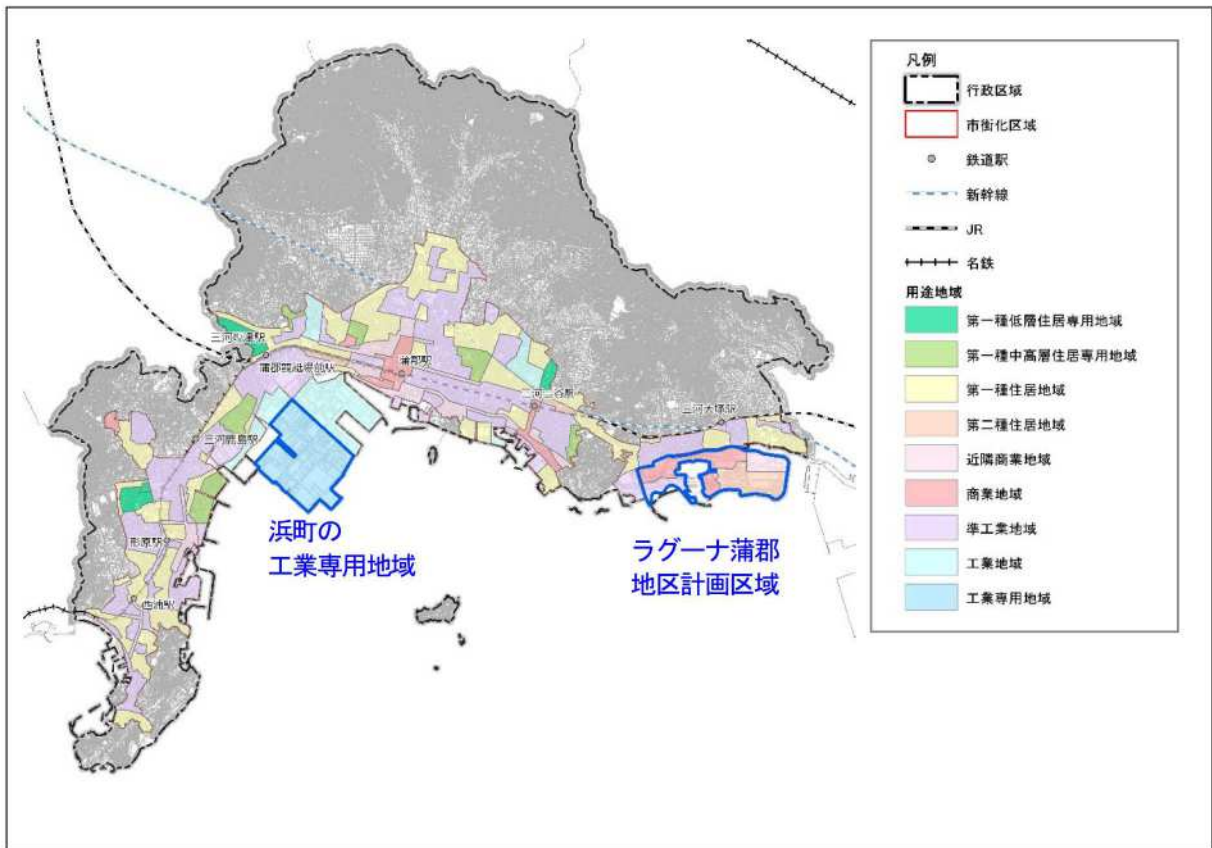 凡例
行政区域
市街化区域
鉄道駅
新幹線
JR
名鉄
用途地域
第一種低層住居専用地域
第一種中高層住居専用地域
第一種住居地域
第二種住居地域
近隣商業地域
商業地域
準工業地域
工業地域
工業専用地域
蒲郡駅
三河大塚駅
三河鹿島駅
形原駅
西浦駅
浜町の
工業専用地域
ラグーナ蒲郡
地区計画区域